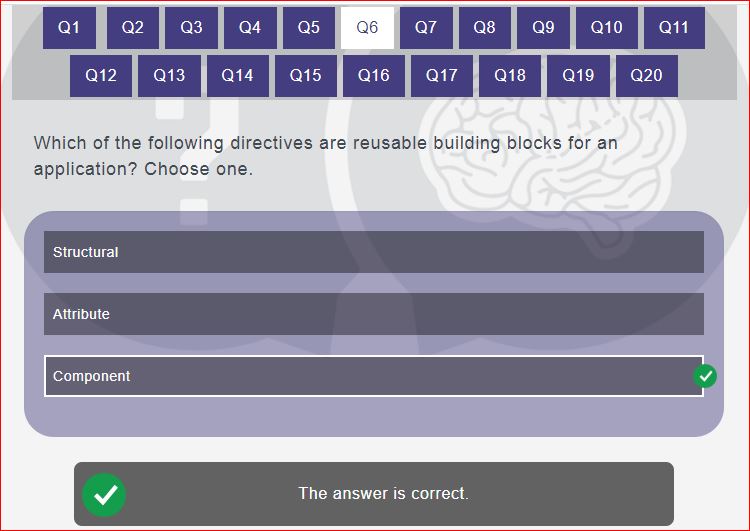 Q1 Q2 Q3 Q4 Q5 Q6 Q7 Q8 Q9 Q10 Q11
Q12 Q13 Q14 Q15 Q16 Q17 Q18 Q19 Q20
Which of the following directives are reusable building blocks for an
application? Choose one.
Structural
Attribute
Component
The answer is correct.